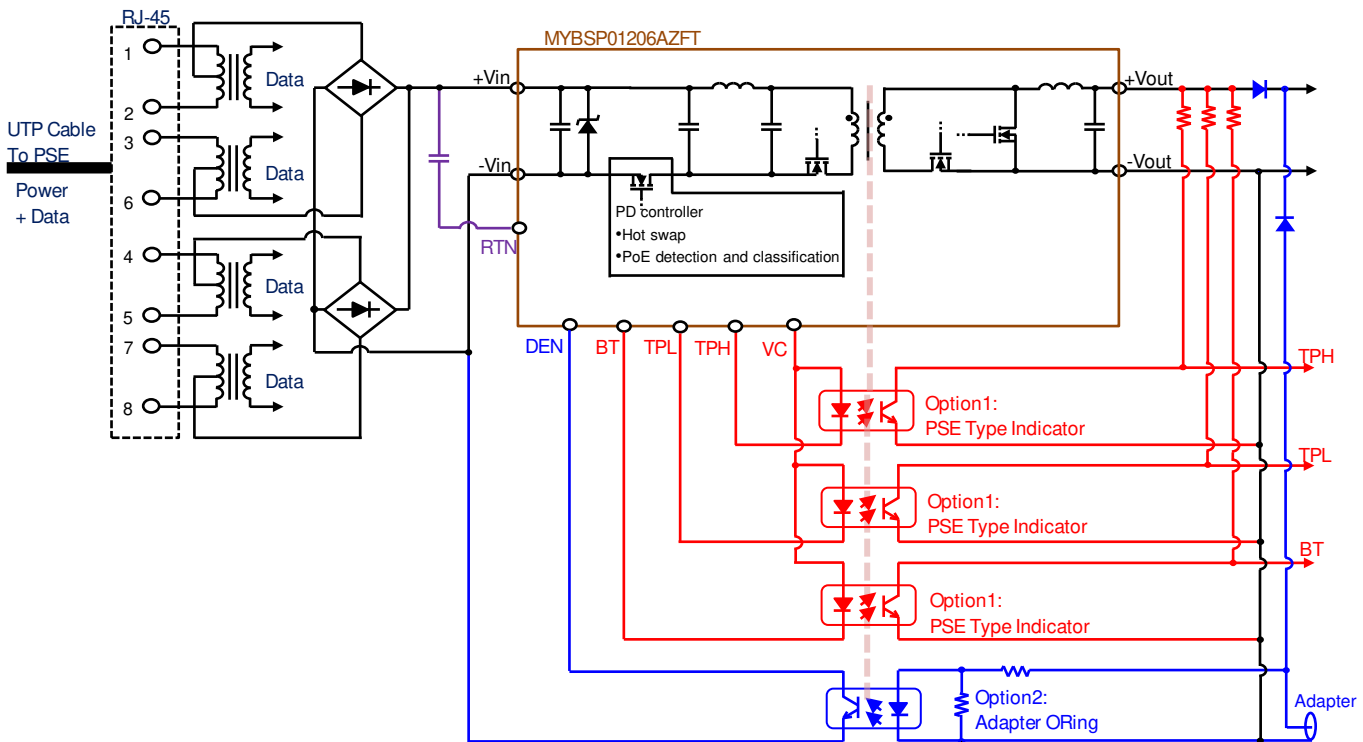 RJ-45
MYBSP01206AZFT
1
Data
2
+Vin
+Vout
UTP Cable
To PSE
Power
+ Data
3
Data
6
-Vin
-Vout
PD controller
•Hot swap
•PoE detection and classification
RTN
4
Data
5
7
Data
8
DEN
BT
TPL
TPH
VC
TPH
Option1:
PSE Type Indicator
TPL
Option1:
PSE Type Indicator
BT
Option1:
PSE Type Indicator
Option2:
Adapter ORing
Adapter